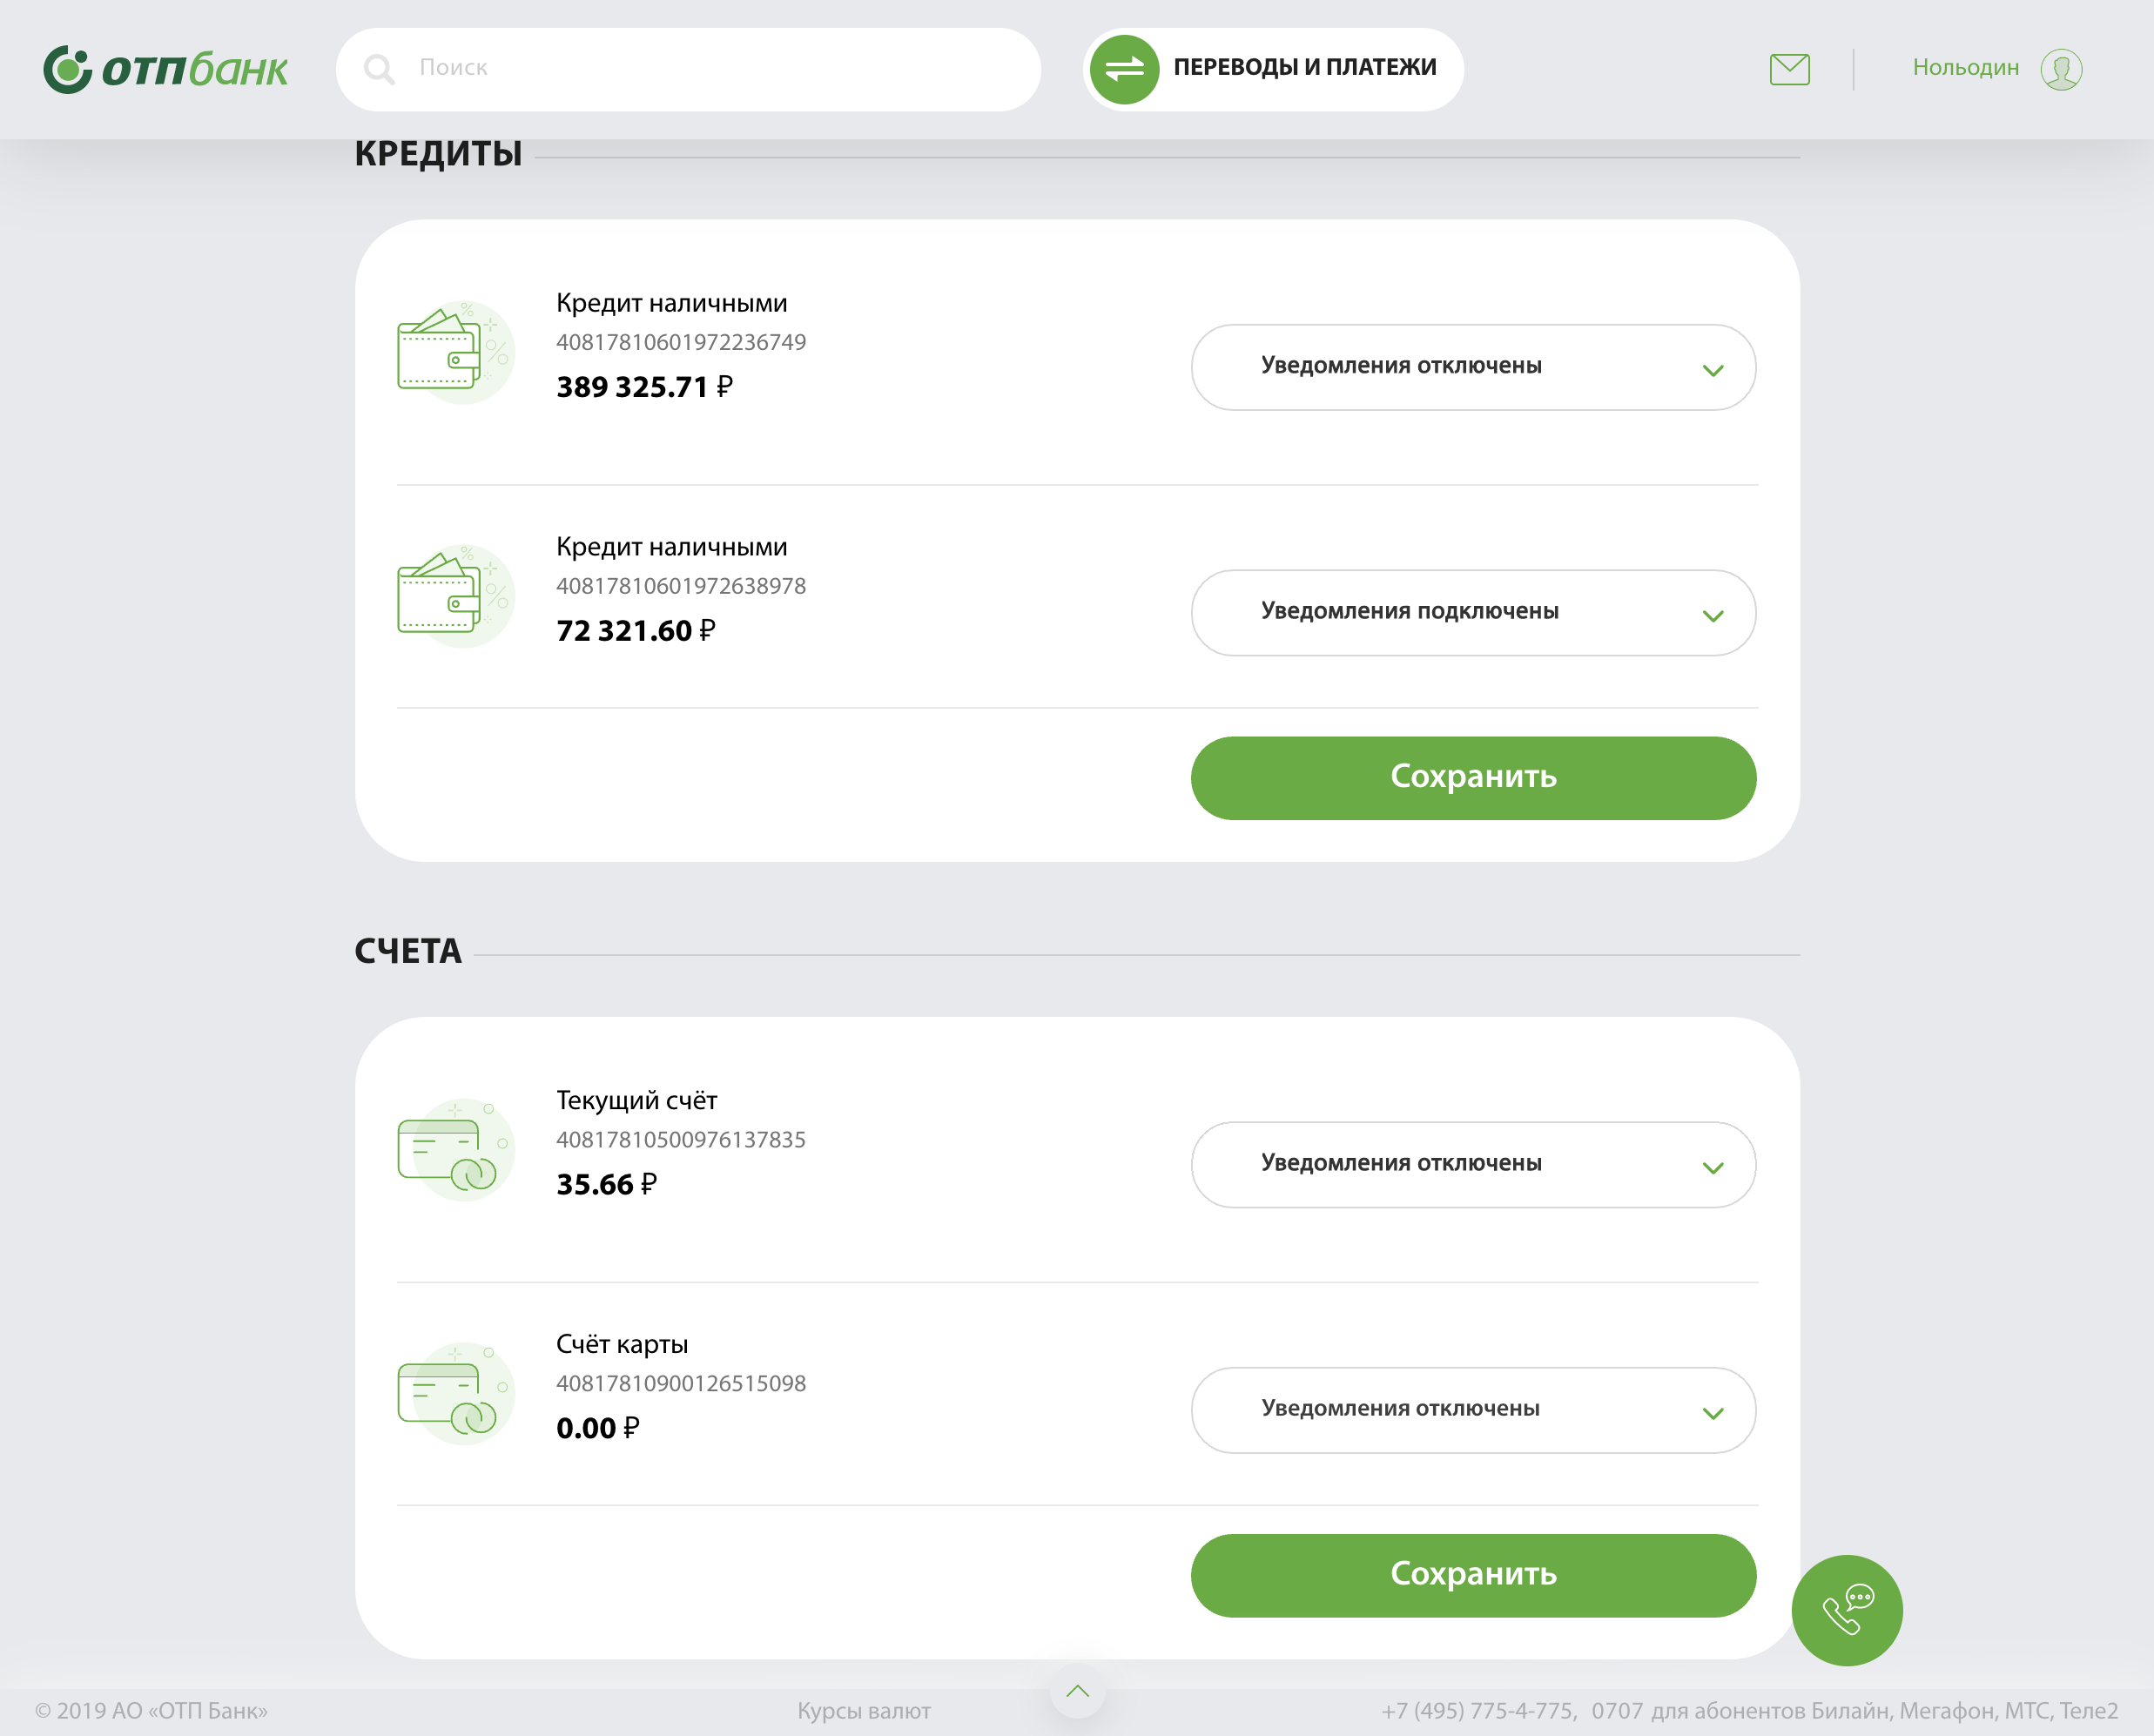 отпбанк
Поиск
ПЕРЕВОДЫ И ПЛАТЕЖИ
Нольодин
КРЕДИТЫ
Кредит наличными
40817810601972236749
389 325.71 ₽
Уведомления отключены
Кредит наличными
40817810601972638978
72 321.60 ₽
Уведомления подключены
Сохранить
СЧЕТА
Текущий счёт
40817810500976137835
35.66 ₽
Уведомления отключены
Счёт карты
40817810900126515098
0.00 ₽
Уведомления отключены
Сохранить
© 2019 АО «ОТП Банк»
Курсы валют
+7 (495) 775-4-775, 0707 для абонентов Билайн, Мегафон, МТС, Теле2